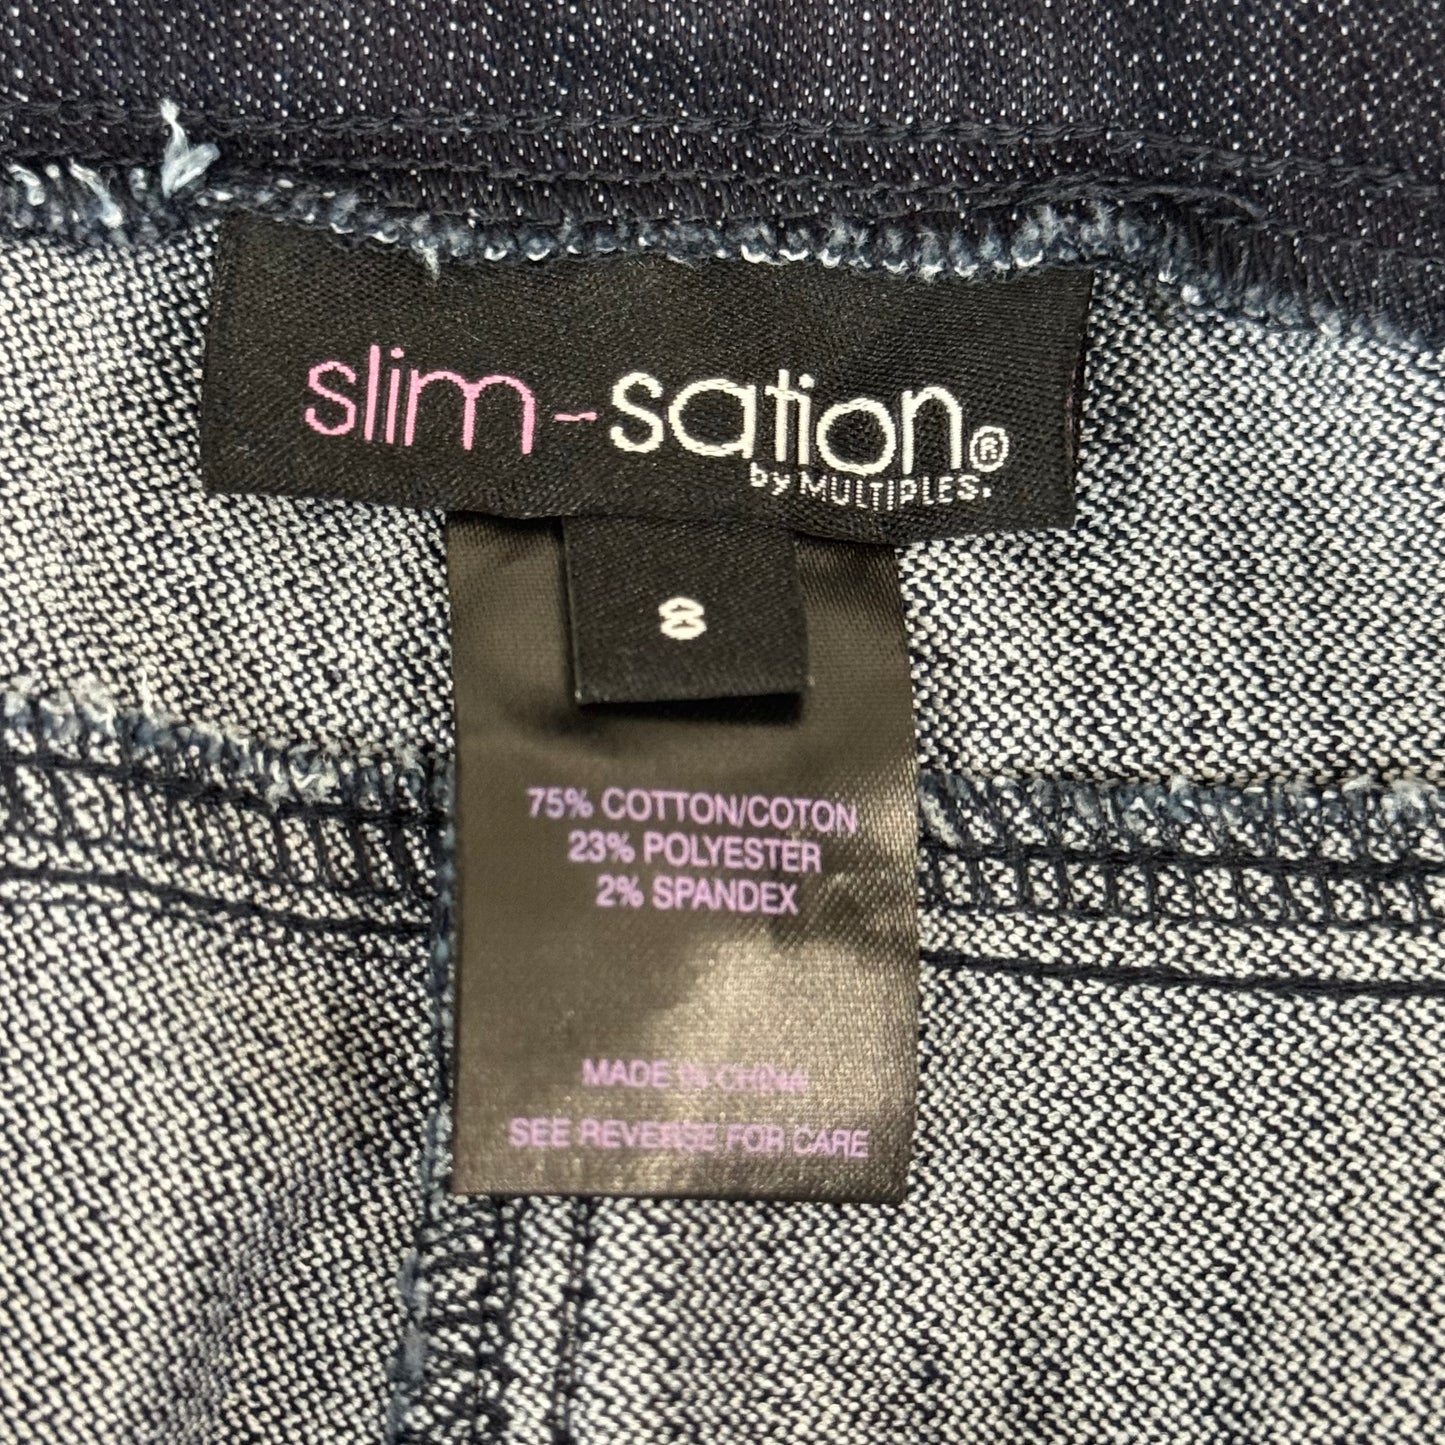 slim-sation®
by MULTIPLES.
8
75% COTTON/COTON
23% POLYESTER
2% SPANDEX
MADE IN CHINA
SEE REVERSE FOR CARE